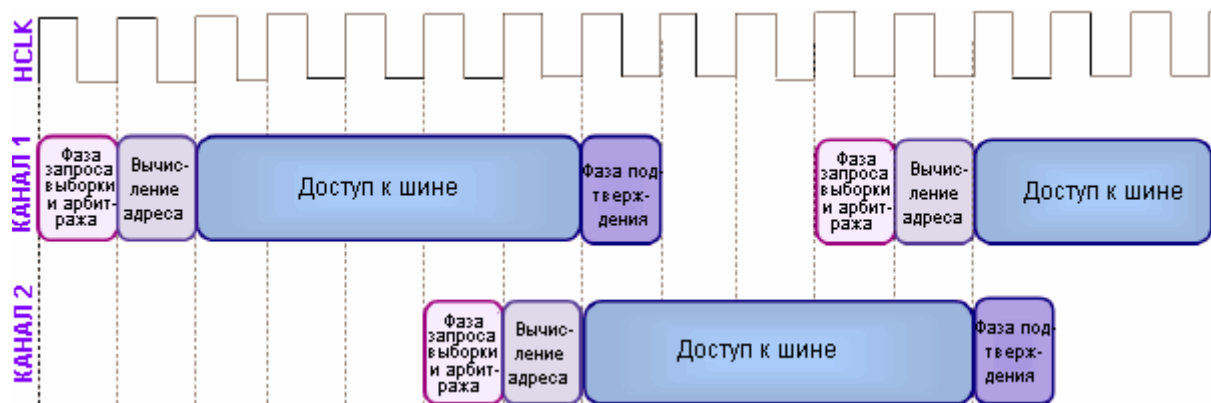 HCLK
КАНАЛ 1
Фаза
запроса
выборки
и арбит-
ража
Вычис-
ление
адреса
Доступ к шине
Фаза под-
тверж-
дения
Фаза
запроса
выборки
и арбит-
ража
Вычис-
ление
адреса
Доступ к шине
КАНАЛ 2
Фаза
запроса
выборки
и арбит-
ража
Вычис-
ление
адреса
Доступ к шине
Фаза под-
тверж-
дения